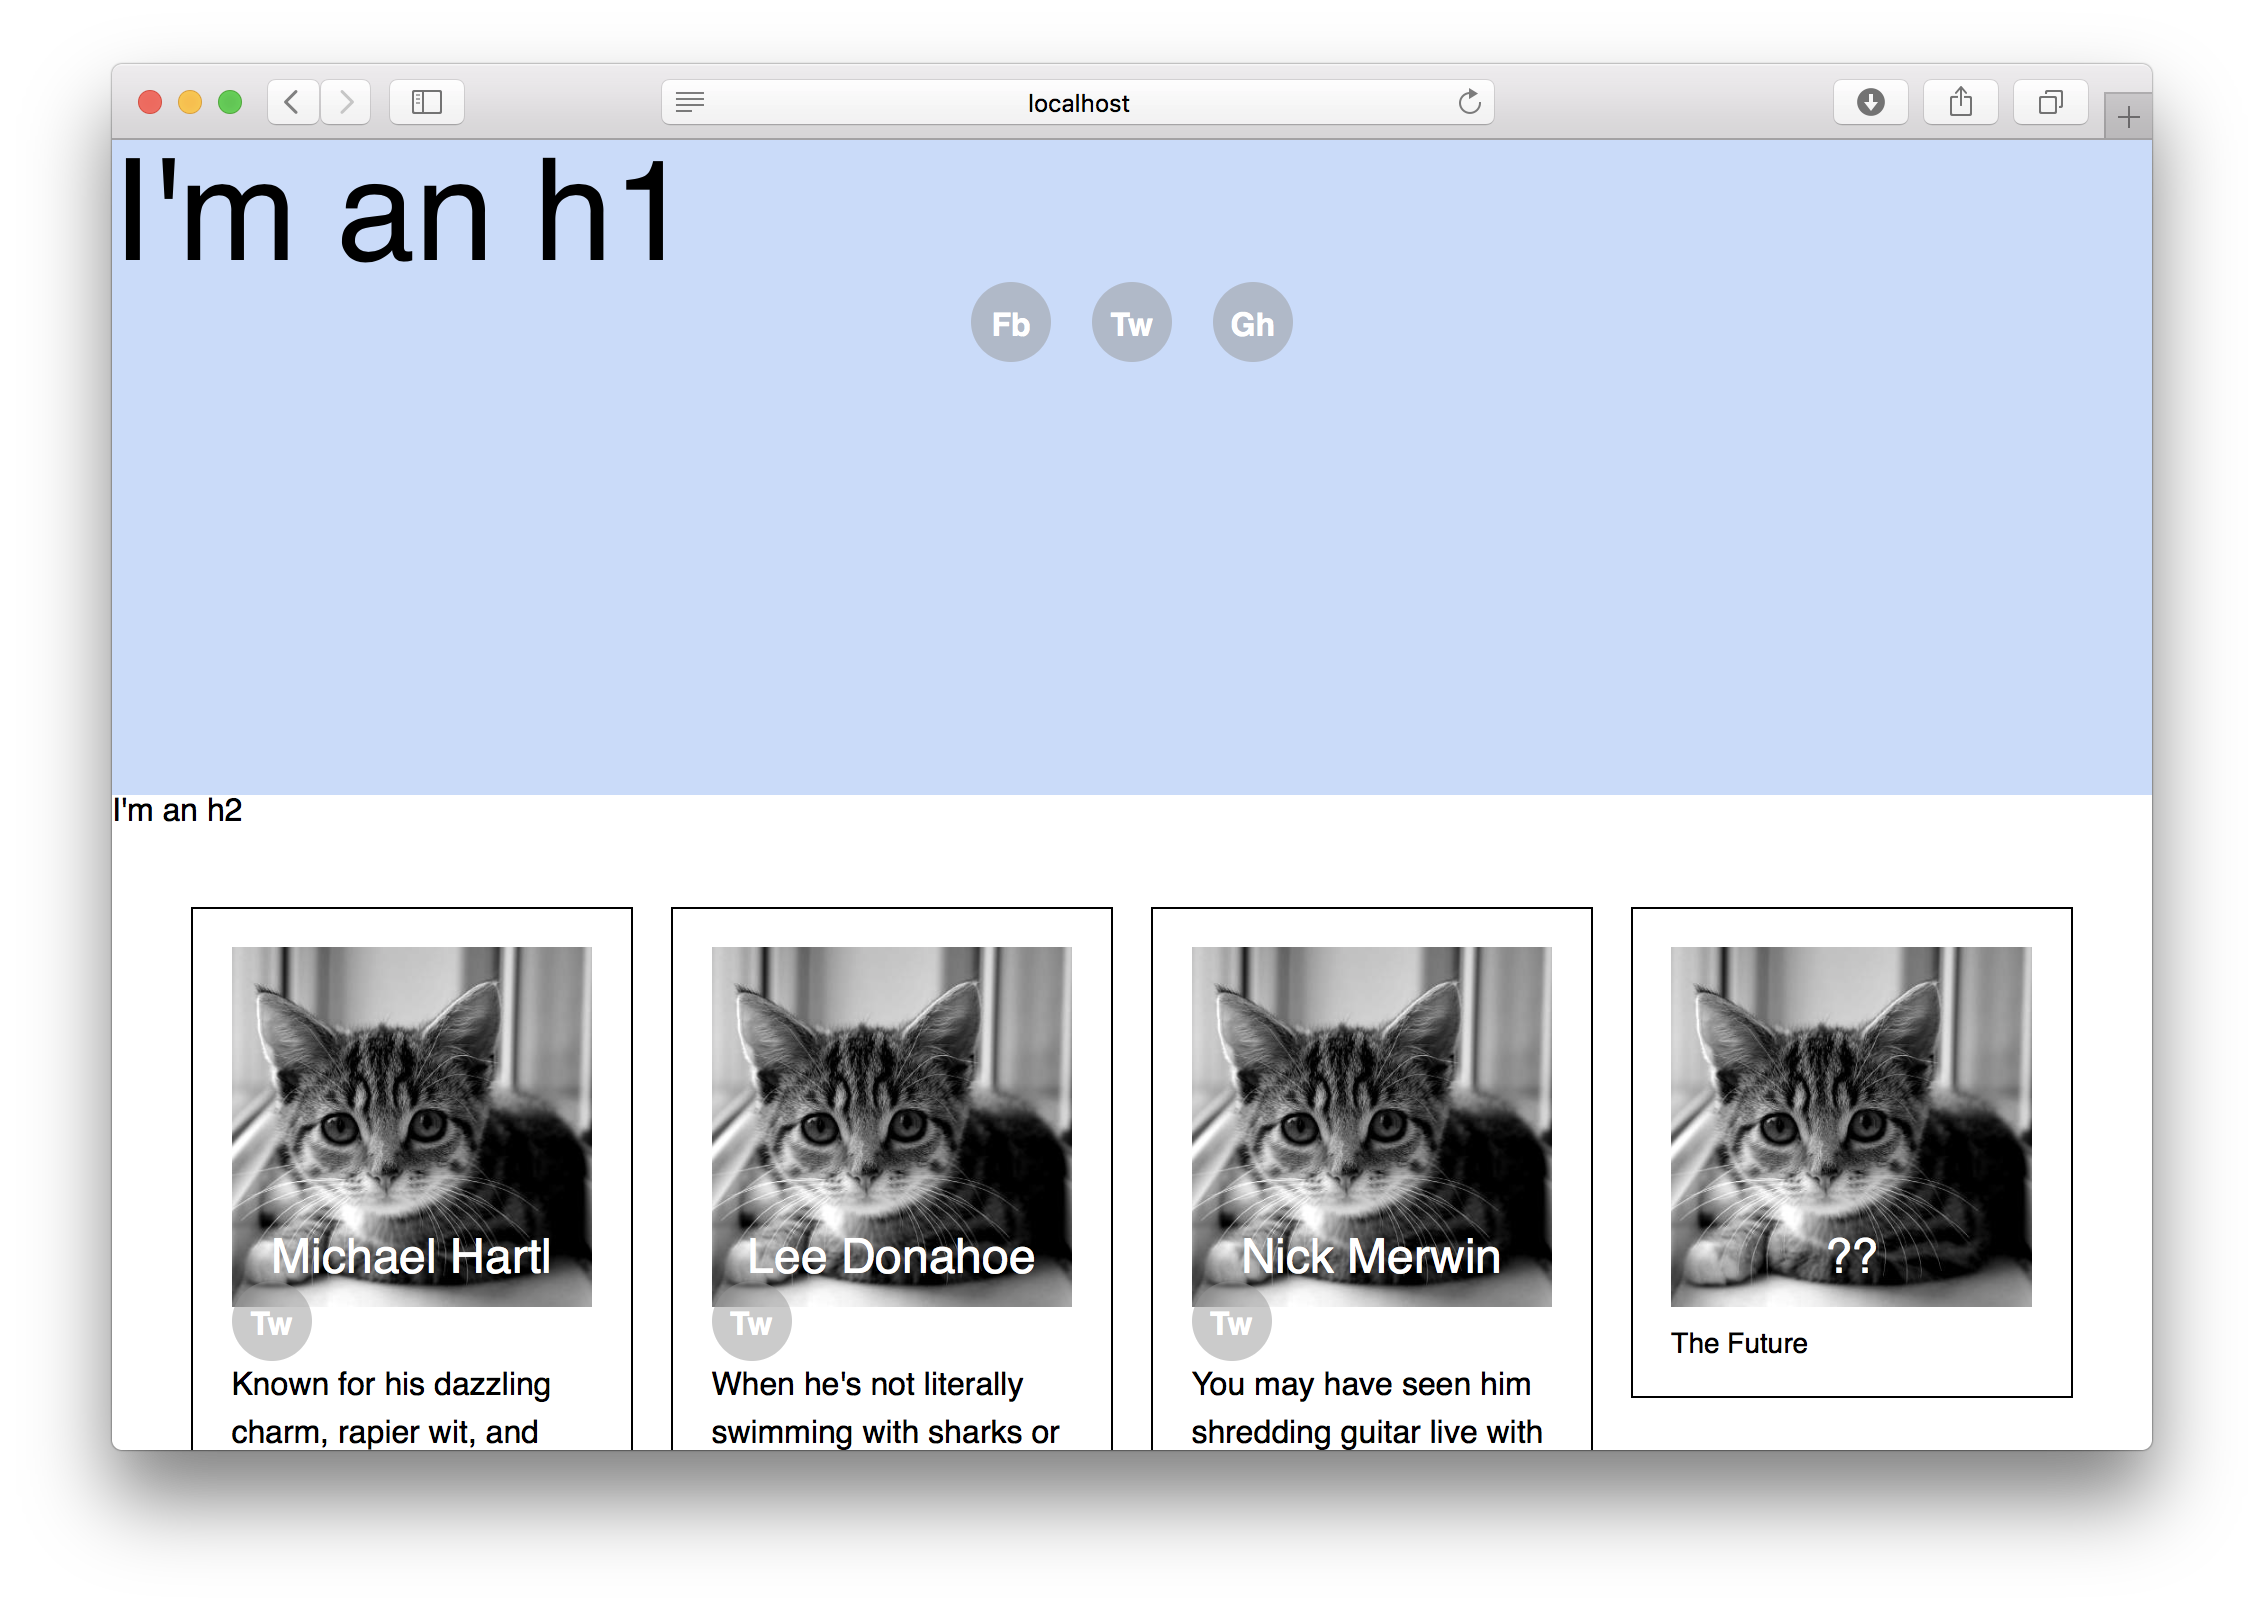 localhost
I'm an h1
Fb Tw Gh
I'm an h2
Michael Hartl
Tw
Known for his dazzling
charm, rapier wit, and
Lee Donahoe
Tw
When he's not literally
swimming with sharks or
Nick Merwin
Tw
You may have seen him
shredding guitar live with
??
The Future